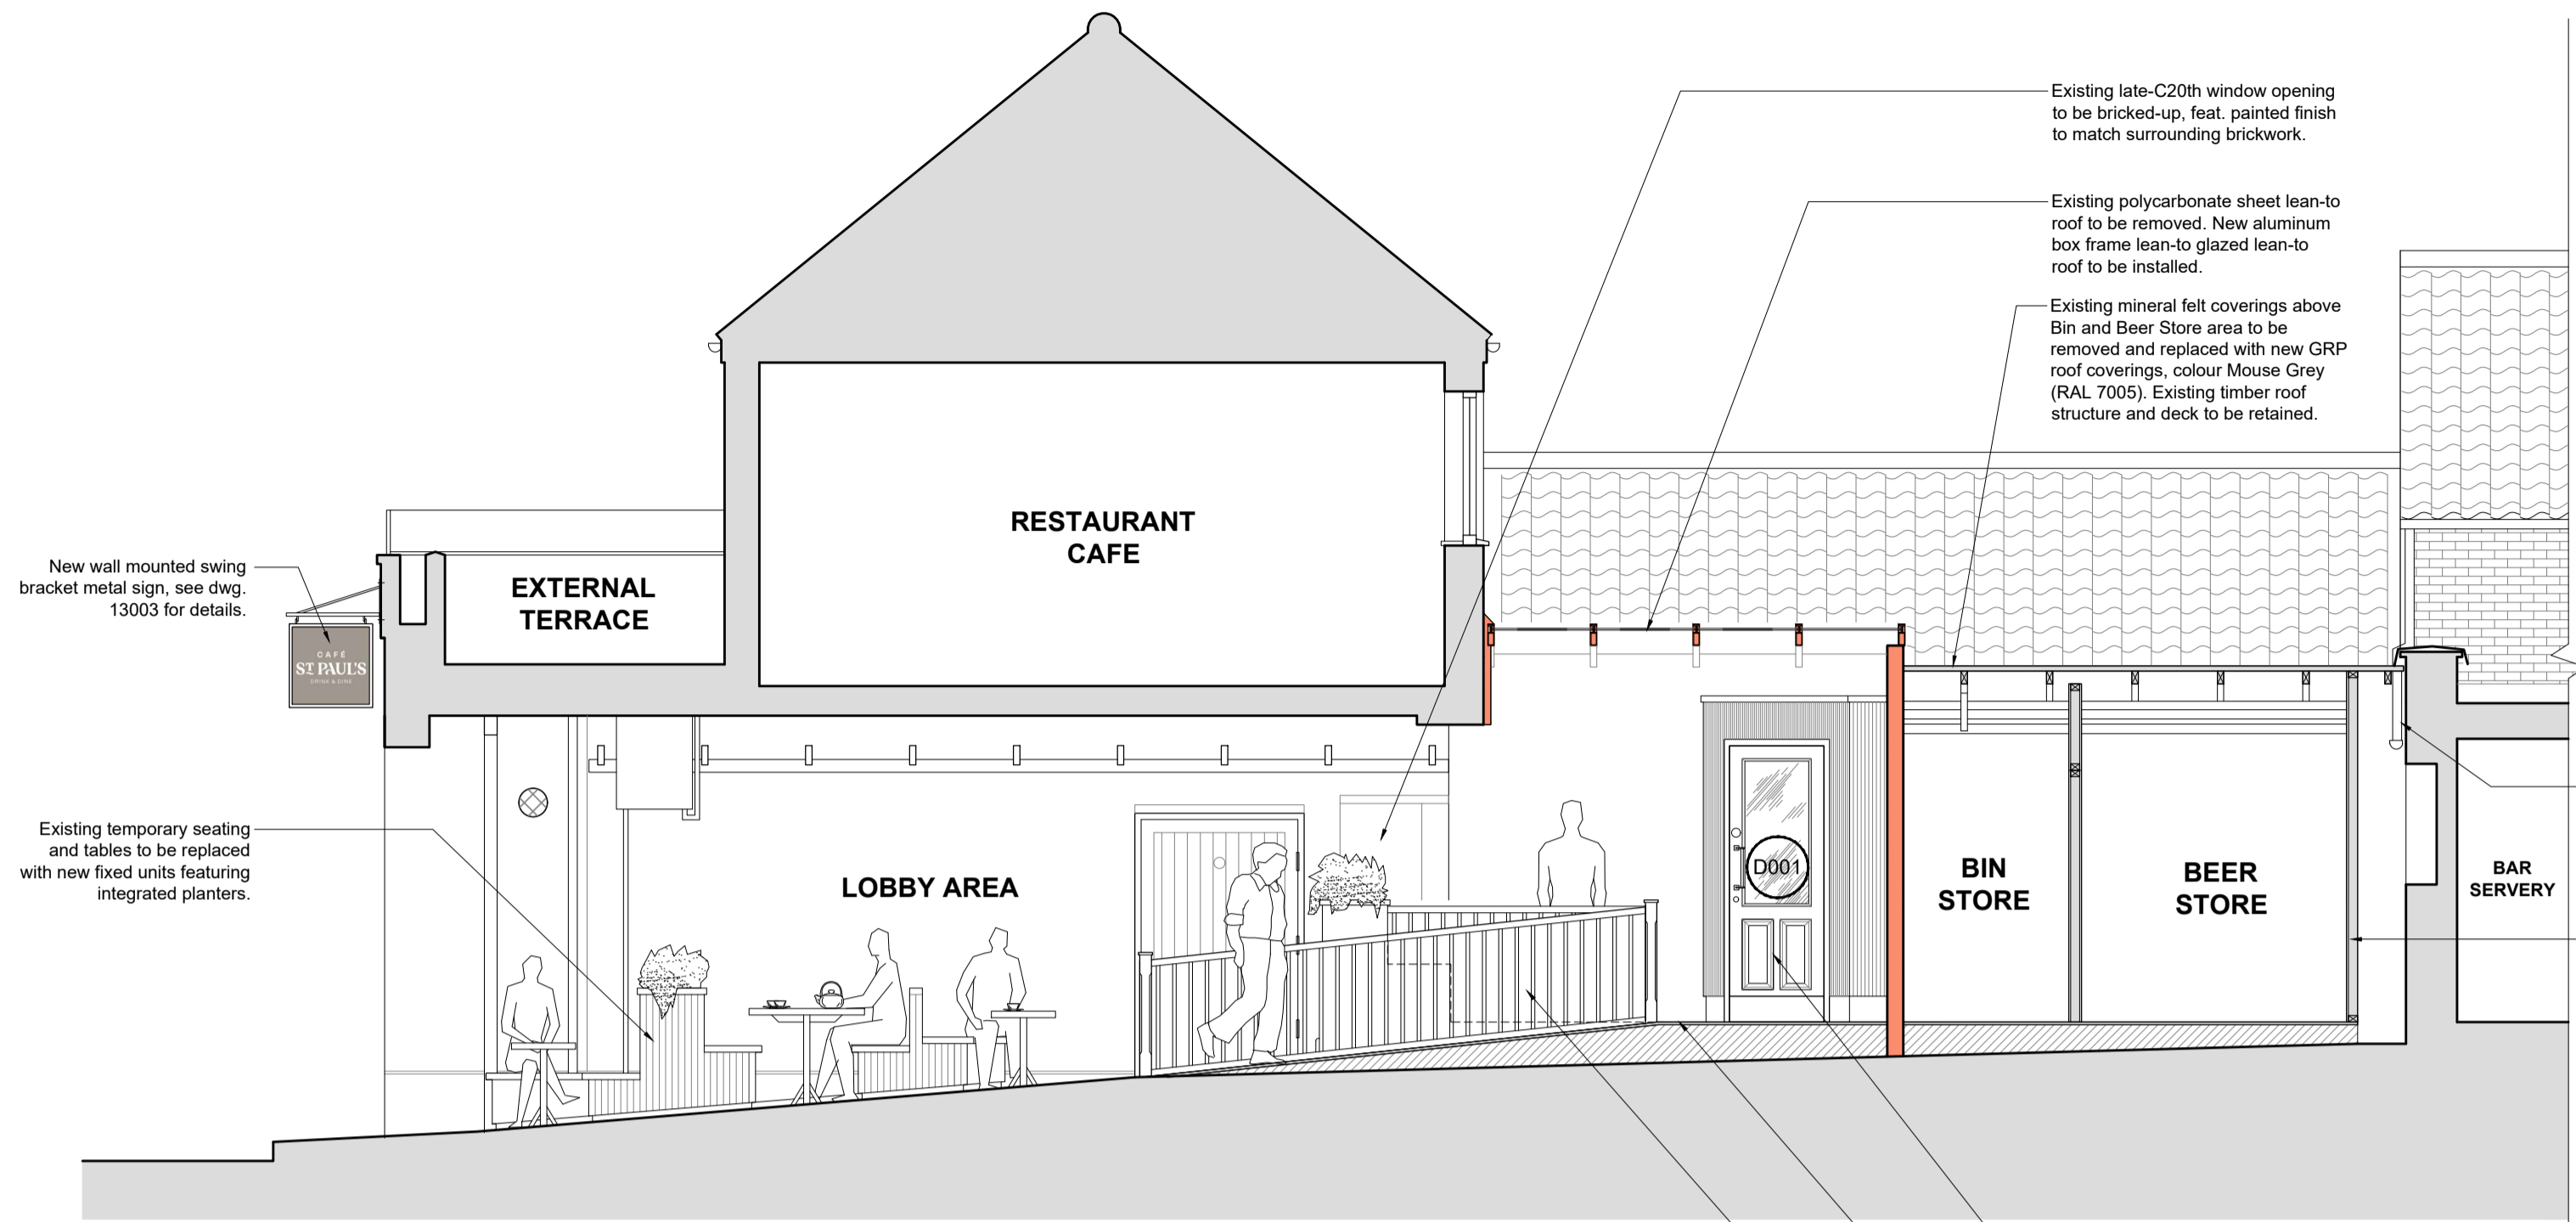 Existing late-C20th window opening
to be bricked-up, feat. painted finish
to match surrounding brickwork.
Existing polycarbonate sheet lean-to
roof to be removed. New aluminum
box frame lean-to glazed lean-to
roof to be installed.
Existing mineral felt coverings above
Bin and Beer Store area to be
removed and replaced with new GRP
roof coverings, colour Mouse Grey
(RAL 7005). Existing timber roof
structure and deck to be retained.
RESTAURANT
CAFE
New wall mounted swing
bracket metal sign, see dwg.
13003 for details.
EXTERNAL
TERRACE
CAFÉ
ST PAUL'S
DRINK & DINE
Existing temporary seating
and tables to be replaced
with new fixed units featuring
integrated planters.
LOBBY AREA
D001
BIN
STORE
BEER
STORE
BAR
SERVERY